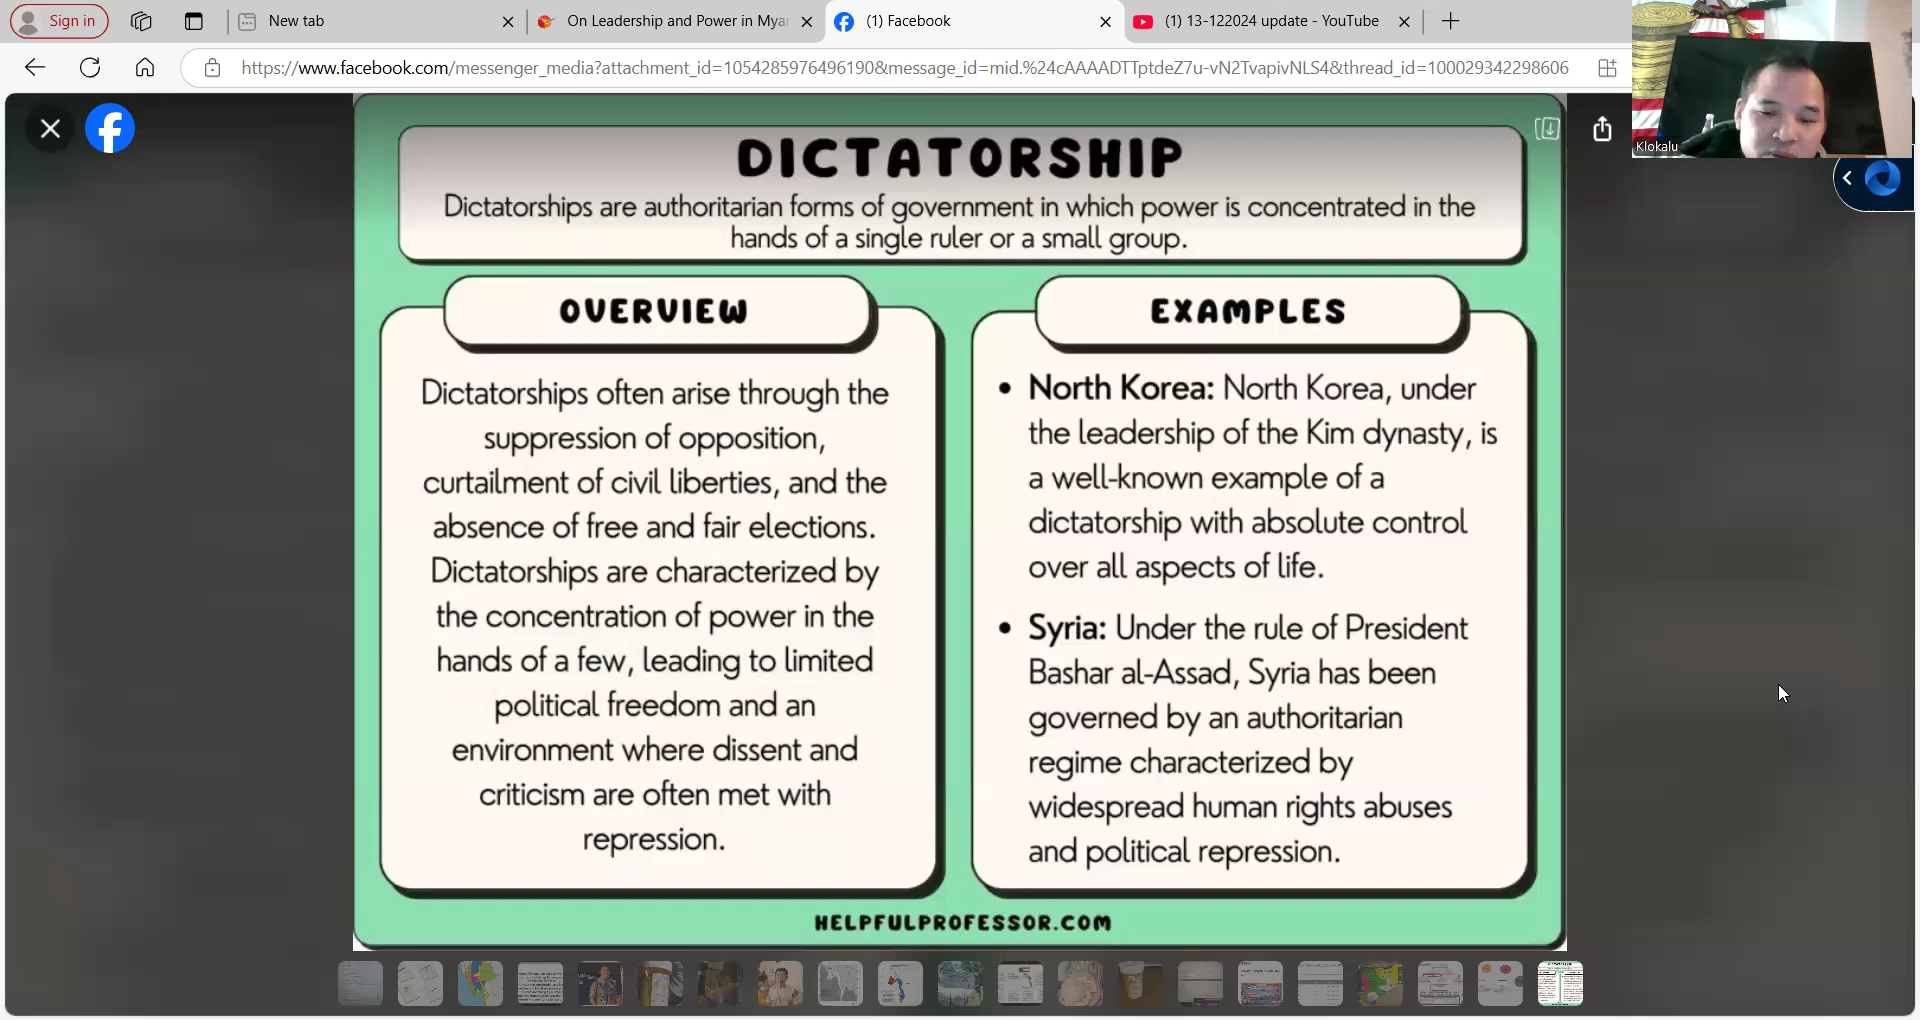 Sign in
New tab
On Leadership and Power in Myan
(1) Facebook
(1) 13-122024 update - YouTube
https://www.facebook.com/messenger_media?attachment_id=1054285976496190&message_id=mid.%24cAAAADTTptdeZ7u-vN2TvapivNLS4&thread_id=100029342298606
Klokalu
DICTATORSHIP
Dictatorships are authoritarian forms of government in which power is concentrated in the
hands of a single ruler or a small group.
OVERVIEW
Dictatorships often arise through the
suppression of opposition,
curtailment of civil liberties, and the
absence of free and fair elections.
Dictatorships are characterized by
the concentration of power in the
hands of a few, leading to limited
political freedom and an
environment where dissent and
criticism are often met with
repression.
EXAMPLES
• North Korea: North Korea, under
the leadership of the Kim dynasty, is
a well-known example of a
dictatorship with absolute control
over all aspects of life.
• Syria: Under the rule of President
Bashar al-Assad, Syria has been
governed by an authoritarian
regime characterized by
widespread human rights abuses
and political repression.
HELPFULPROFESSOR.COM